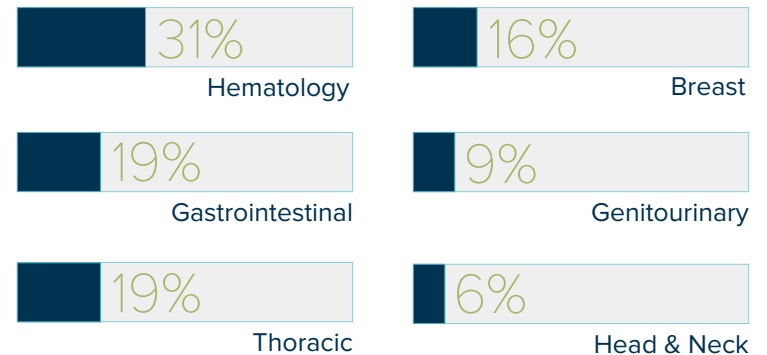 31%
Hematology
16%
Breast
19%
Gastrointestinal
9%
Genitourinary
19%
Thoracic
6%
Head & Neck